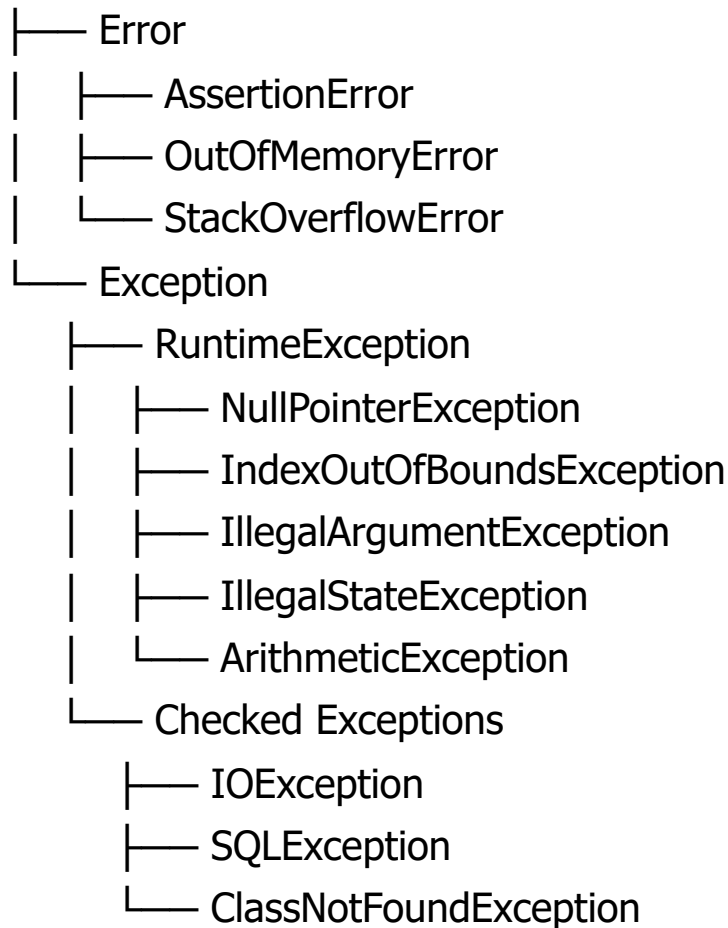 ├── Error
│   ├── AssertionError
│   ├── OutOfMemoryError
│   └── StackOverflowError
└── Exception
    ├── RuntimeException
    │   ├── NullPointerException
    │   ├── IndexOutOfBoundsException
    │   ├── IllegalArgumentException
    │   ├── IllegalStateException
    │   └── ArithmeticException
    └── Checked Exceptions
        ├── IOException
        ├── SQLException
        └── ClassNotFoundException